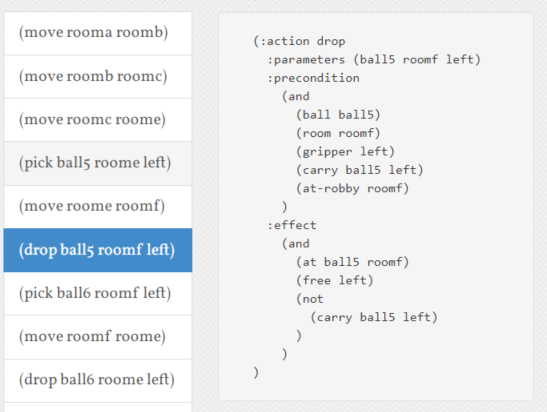 (move rooma roomb)
(move roomb roomc)
(move roomc roome)
(pick ball5 roome left)
(move roome roomf)
(drop ball5 roomf left)
(pick ball6 roomf left)
(move roomf roome)
(drop ball6 roome left)
(:action drop
:parameters (ball5 roomf left)
:precondition
(and
(ball ball5)
(room roomf)
(gripper left)
(carry ball5 left)
(at-robby roomf)
)
:effect
(and
(at ball5 roomf)
(free left)
(not
(carry ball5 left)
)
)
)